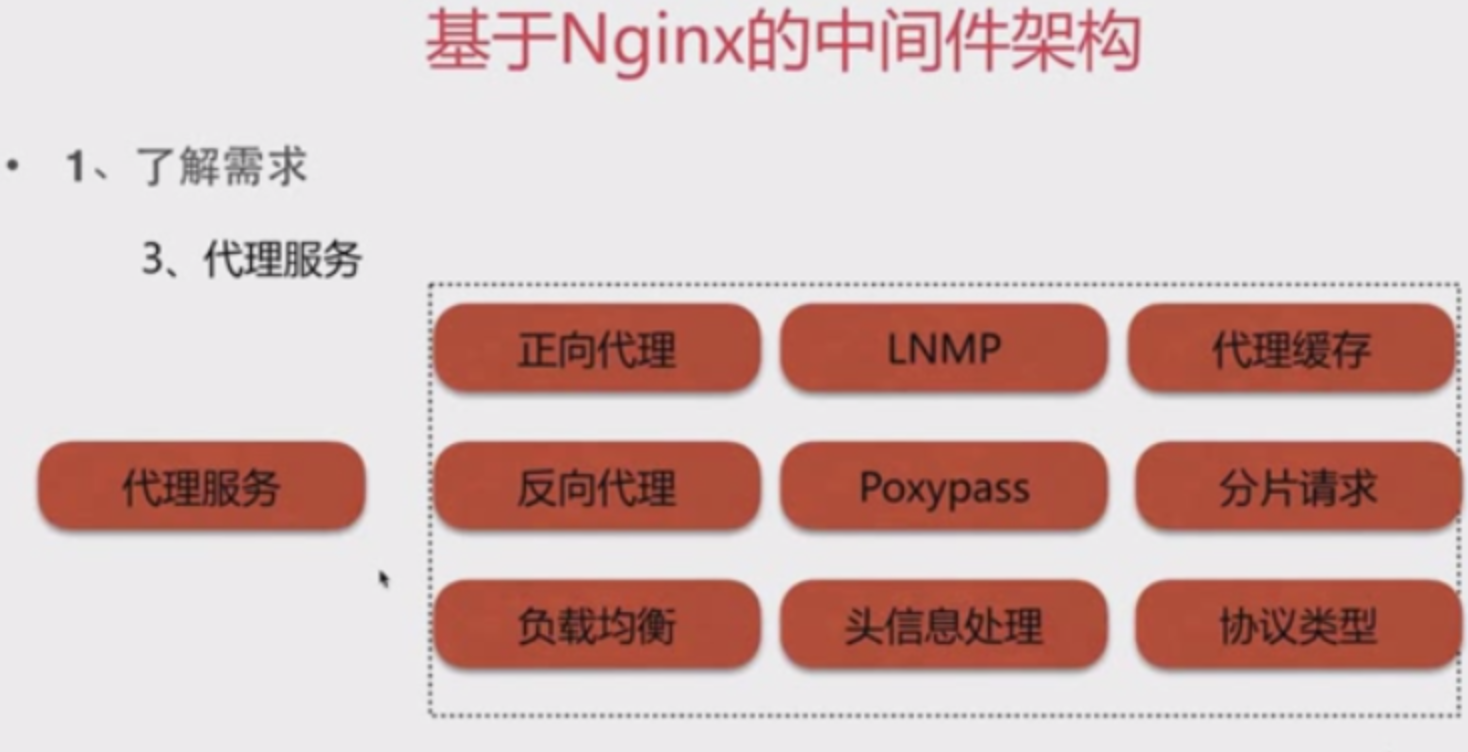 基于Nginx的中间件架构
• 1、了解需求
3、代理服务
正向代理 LNMP 代理缓存
代理服务 反向代理 Poxypass 分片请求
负载均衡 头信息处理 协议类型